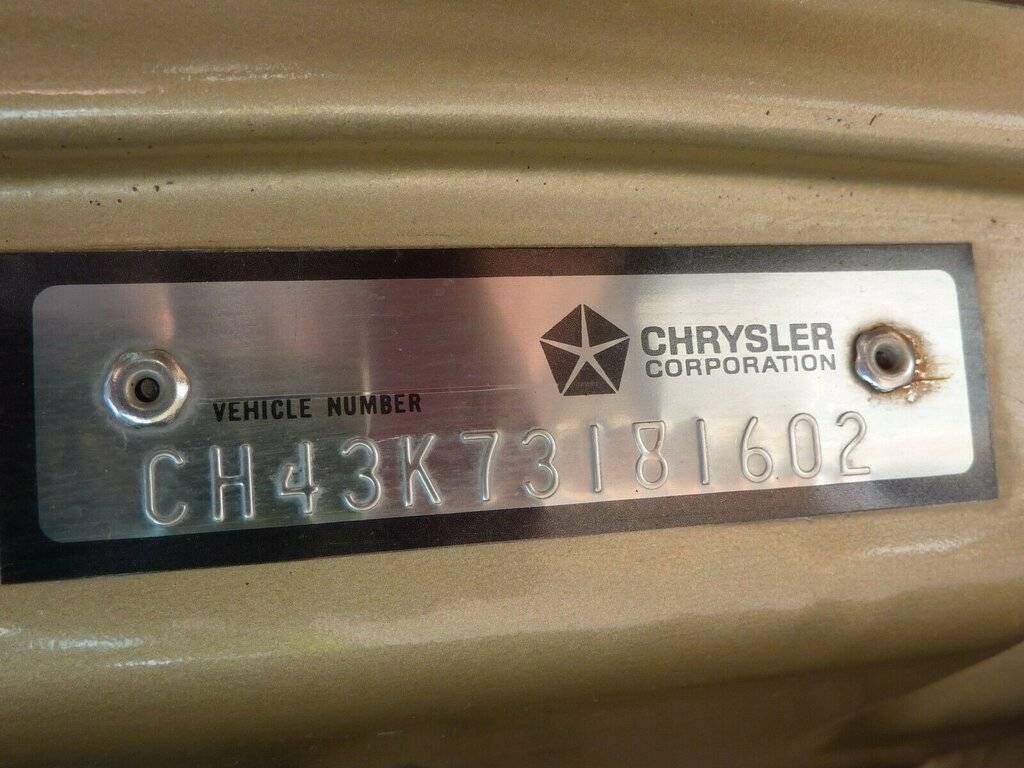 CHRYSLER
CORPORATION
VEHICLE NUMBER
CH43K73181602